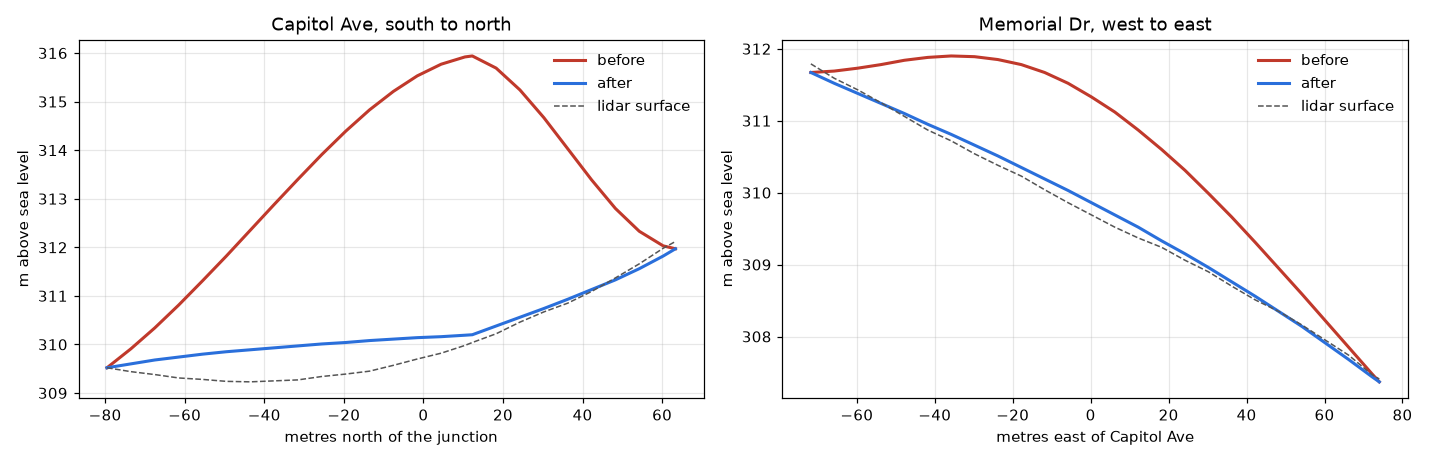 Capitol Ave, south to north
before
after
lidar surface
m above sea level
316
315
314
313
312
311
310
309
−80 −60 −40 −20 0 20 40 60
metres north of the junction
Memorial Dr, west to east
before
after
lidar surface
m above sea level
312
311
310
309
308
−60 −40 −20 0 20 40 60 80
metres east of Capitol Ave